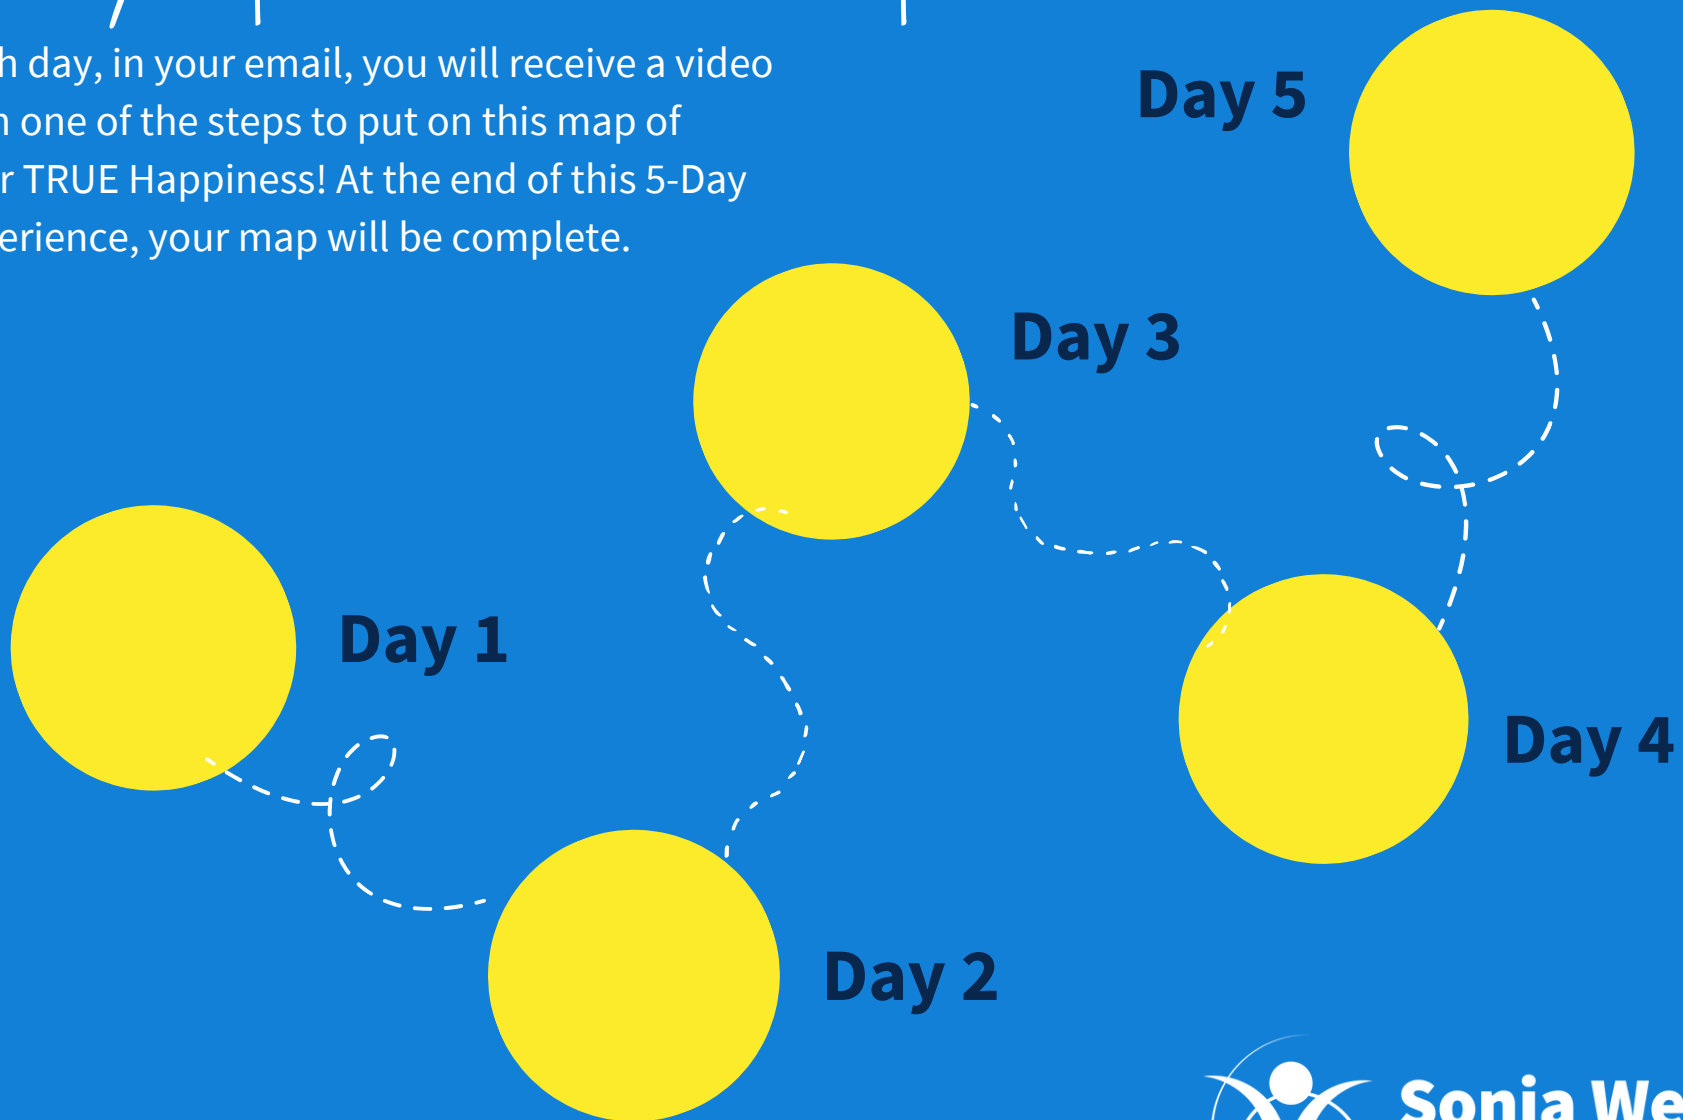 h day, in your email, you will receive a video
one of the steps to put on this map of
r TRUE Happiness! At the end of this 5-Day
erience, your map will be complete.
Day 5
Day 3
Day 1
Day 4
Day 2
Sonia We